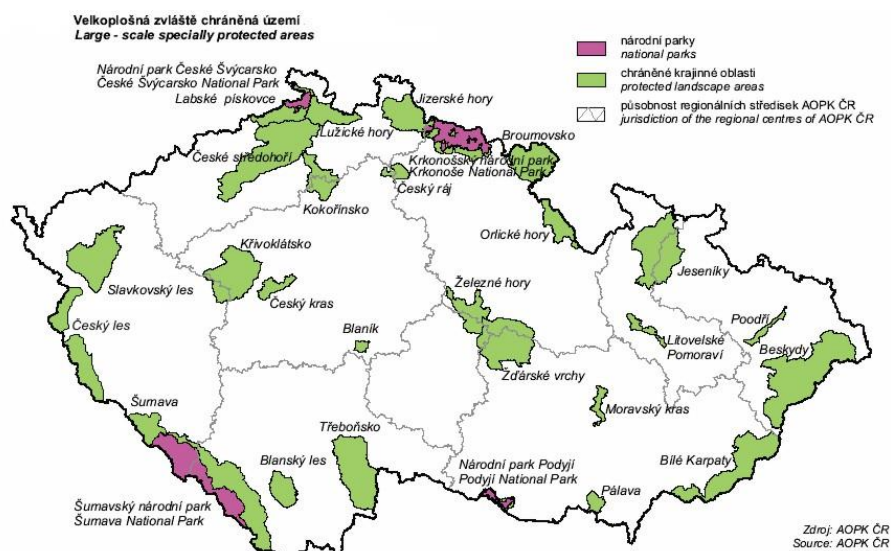 Velkoplošná zvláště chráněná území
Large - scale specially protected areas
národní parky
national parks
chráněné krajinné oblasti
protected landscape areas
působnost regionálních středisek AOPK ČR
jurisdiction of the regional centres of AOPK ČR
Národní park České Švýcarsko
České Švýcarsko National Park
Labské pískovce
Jizerské hory
Lužické hory
Broumovsko
České středohoří
Krkonošský národní park
Krkonoše National Park
Český ráj
Kokořínsko
Orlické hory
Křivoklátsko
Jeseníky
Slavkovský les
Český kras
Železné hory
Český les
Blaník
Litovelské
Pomoraví
Poodří
Beskydy
Žďárské vrchy
Šumava
Moravský kras
Třeboňsko
Blanský les
Národní park Podyjí
Podyjí National Park
Bílé Karpaty
Pálava
Šumavský národní park
Šumava National Park
Zdroj: AOPK ČR
Source: AOPK ČR